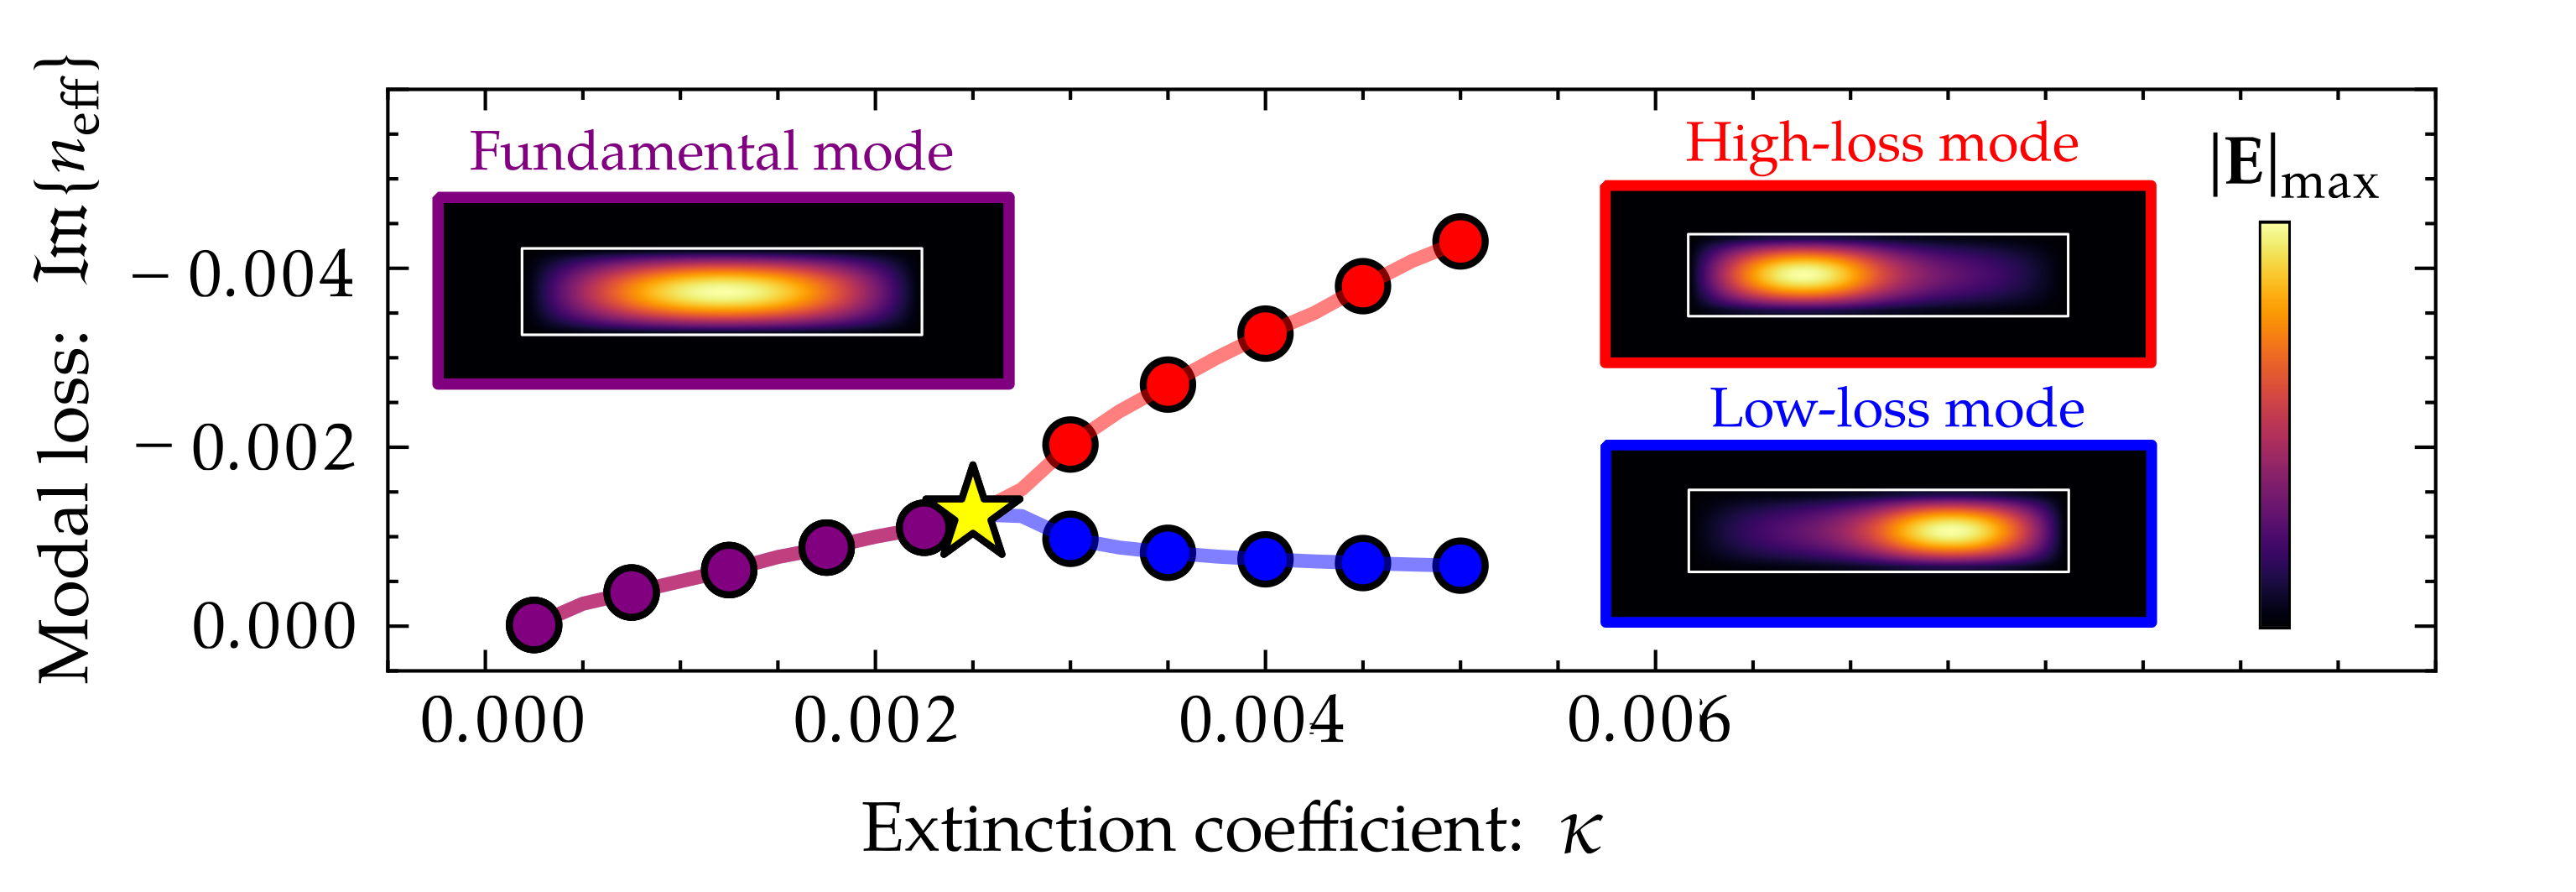 Modal loss: Im{n_eff}
Fundamental mode
High-loss mode
|E|max
Low-loss mode
− 0.004
− 0.002
0.000
0.000 0.002 0.004 0.006
Extinction coefficient: κ